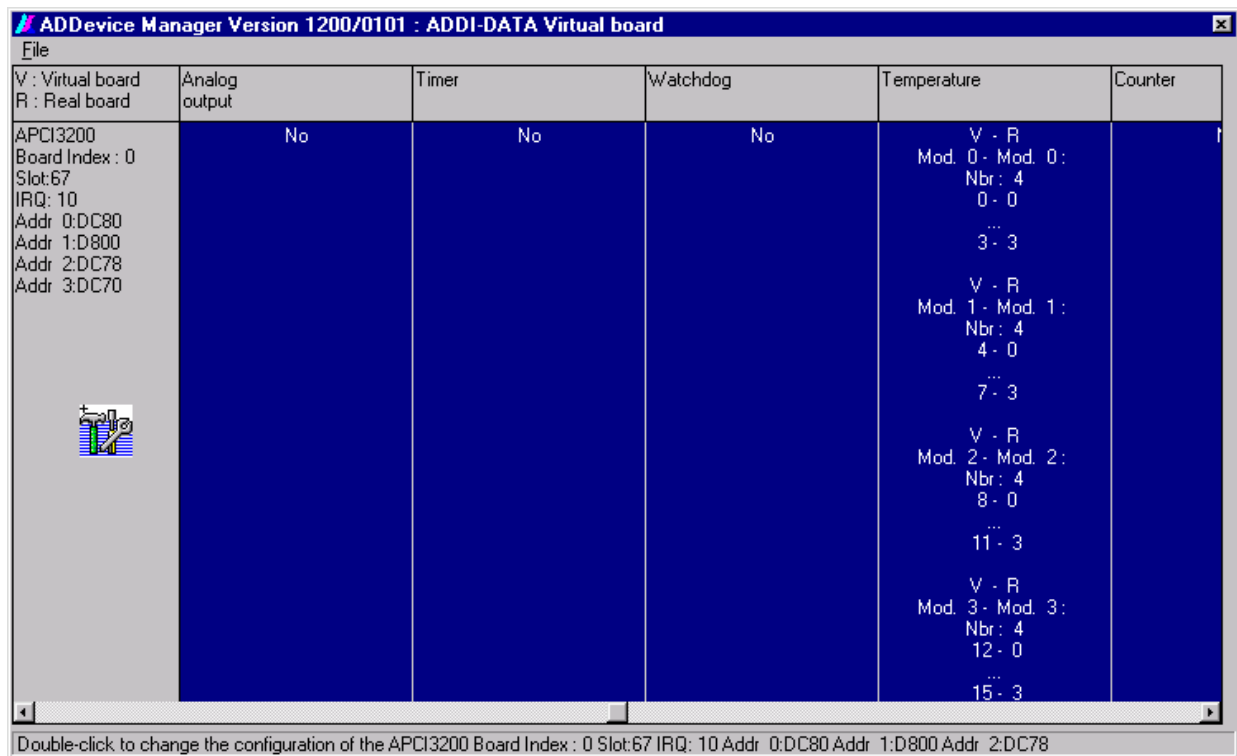 ADDevice Manager Version 1200/0101 : ADDI-DATA Virtual board
File
V : Virtual board
R : Real board
Analog
output
Timer
Watchdog
Temperature
Counter
APCI3200
Board Index : 0
Slot:67
IRQ: 10
Addr 0:DC80
Addr 1:D800
Addr 2:DC78
Addr 3:DC70
No
No
No
V - R
Mod. 0 - Mod. 0 :
Nbr : 4
0 - 0
...
3 - 3
V - R
Mod. 1 - Mod. 1 :
Nbr : 4
4 - 0
...
7 - 3
V - R
Mod. 2 - Mod. 2 :
Nbr : 4
8 - 0
...
11 - 3
V - R
Mod. 3 - Mod. 3 :
Nbr : 4
12 - 0
...
15 - 3
Double-click to change the configuration of the APCI3200 Board Index : 0 Slot:67 IRQ: 10 Addr 0:DC80 Addr 1:D800 Addr 2:DC78